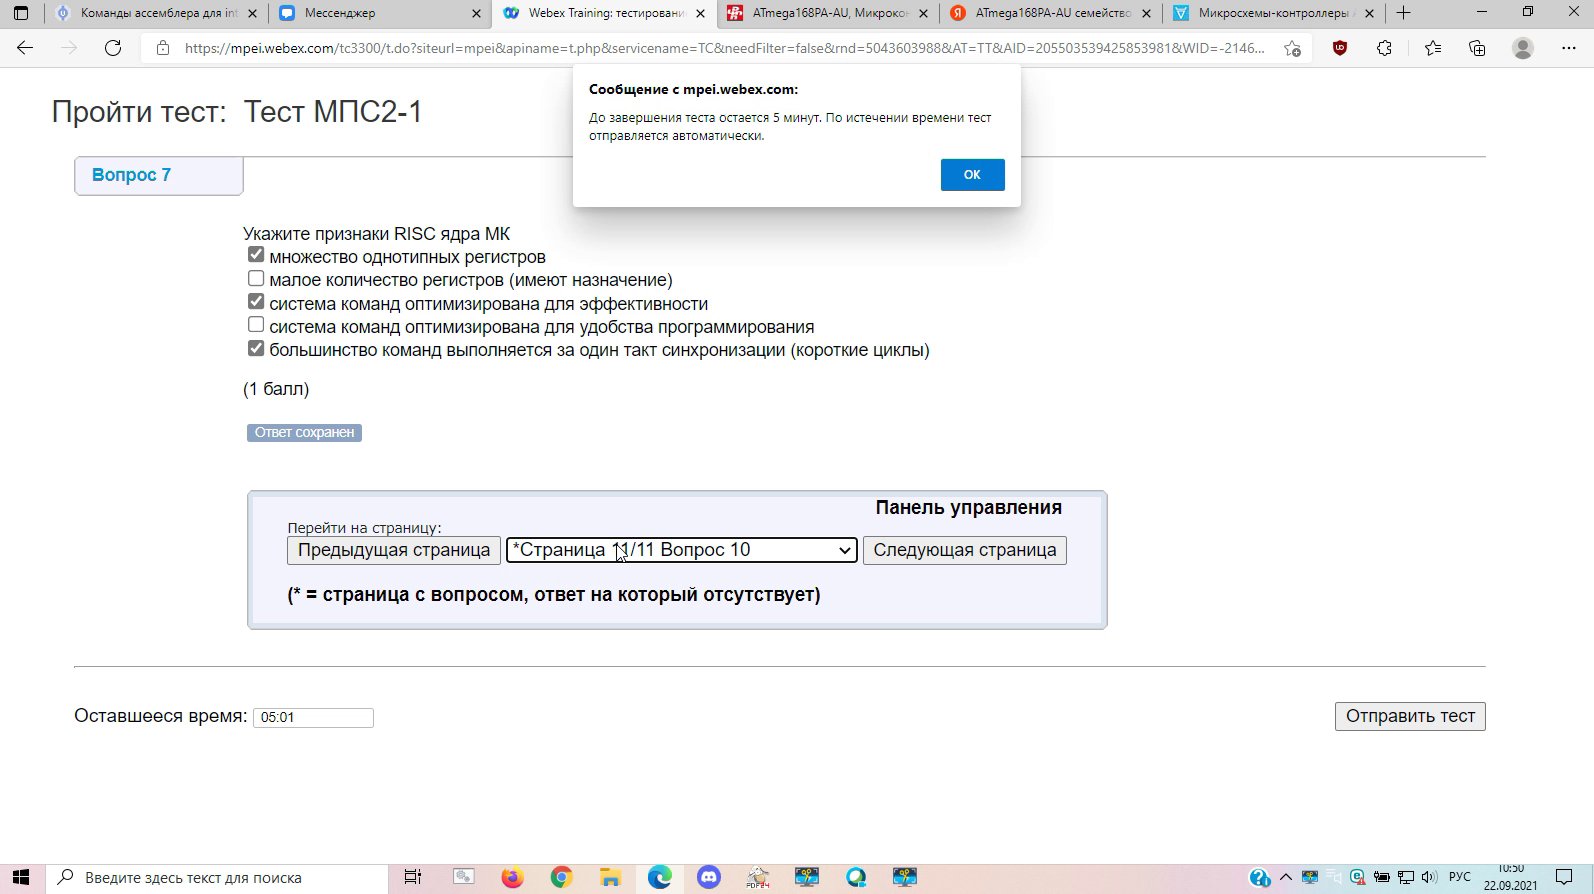 Команды ассемблера для int
Мессенджер
Webex Training: тестировани
ATmega168PA-AU, Микрокон
ATmega168PA-AU семейство
Микросхемы-контроллеры
https://mpei.webex.com/tc3300/t.do?siteurl=mpei&apiname=t.php&servicename=TC&needFilter=false&rnd=5043603988&AT=TT&AID=205503539425853981&WID=-2146...
Сообщение с mpei.webex.com:
До завершения теста остается 5 минут. По истечении времени тест
отправляется автоматически.
ОК
Пройти тест: Тест МПС2-1
Вопрос 7
Укажите признаки RISC ядра МК
множество однотипных регистров
малое количество регистров (имеют назначение)
система команд оптимизирована для эффективности
система команд оптимизирована для удобства программирования
большинство команд выполняется за один такт синхронизации (короткие циклы)
(1 балл)
Ответ сохранен
Панель управления
Перейти на страницу:
Предыдущая страница
*Страница 11/11 Вопрос 10
Следующая страница
(* = страница с вопросом, ответ на который отсутствует)
Оставшееся время: 05:01
Отправить тест
Введите здесь текст для поиска
PDF24
РУС
10:50
22.09.2021